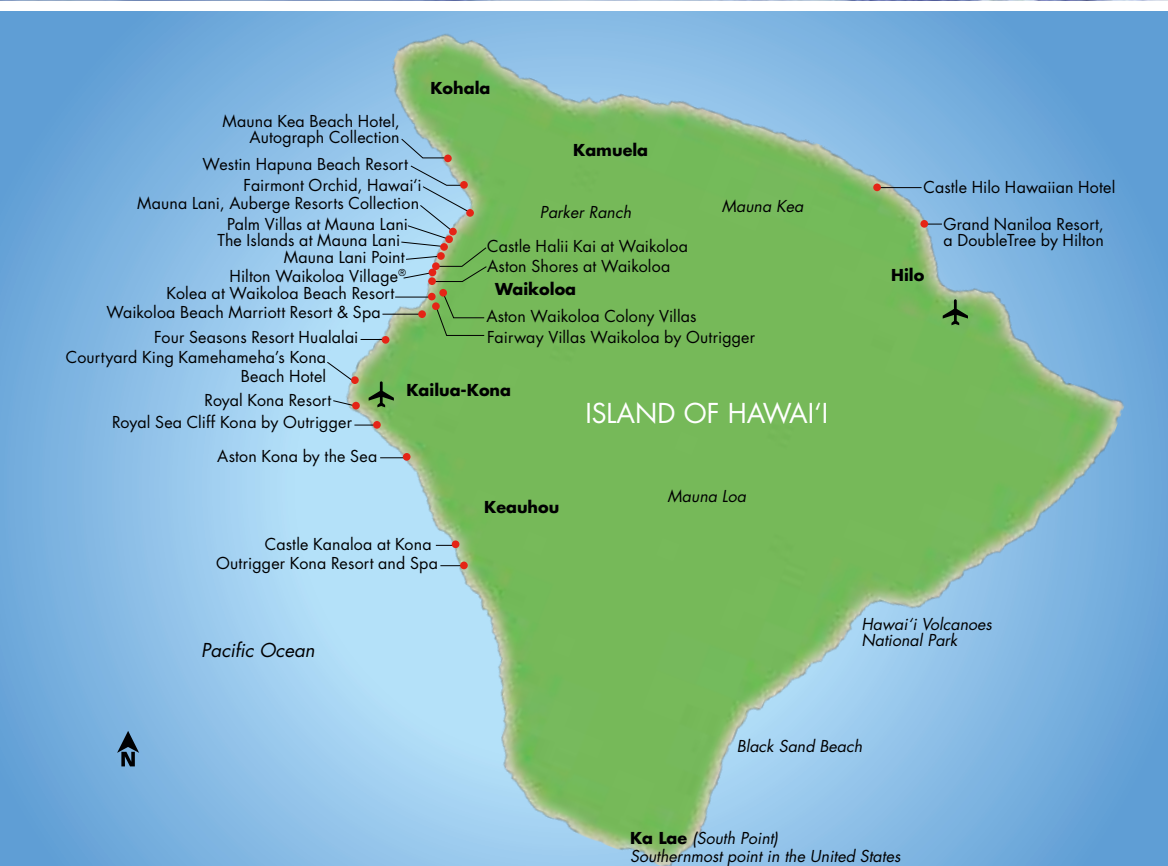 Kohala
Mauna Kea Beach Hotel,
Autograph Collection
Kamuela
Westin Hapuna Beach Resort
Fairmont Orchid, Hawai'i
Castle Hilo Hawaiian Hotel
Mauna Lani, Auberge Resorts Collection
Parker Ranch
Mauna Kea
Palm Villas at Mauna Lani
Grand Naniloa Resort,
a DoubleTree by Hilton
The Islands at Mauna Lani
Castle Halii Kai at Waikoloa
Mauna Lani Point
Aston Shores at Waikoloa
Hilton Waikoloa Village®
Hilo
Kolea at Waikoloa Beach Resort
Waikoloa
Waikoloa Beach Marriott Resort & Spa
Aston Waikoloa Colony Villas
Four Seasons Resort Hualalai
Fairway Villas Waikoloa by Outrigger
Courtyard King Kamehameha's Kona
Beach Hotel
Kailua-Kona
Royal Kona Resort
ISLAND OF HAWAI'I
Royal Sea Cliff Kona by Outrigger
Aston Kona by the Sea
Mauna Loa
Keauhou
Castle Kanaloa at Kona
Outrigger Kona Resort and Spa
Hawai'i Volcanoes
National Park
Pacific Ocean
N
Black Sand Beach
Ka Lae (South Point)
Southernmost point in the United States